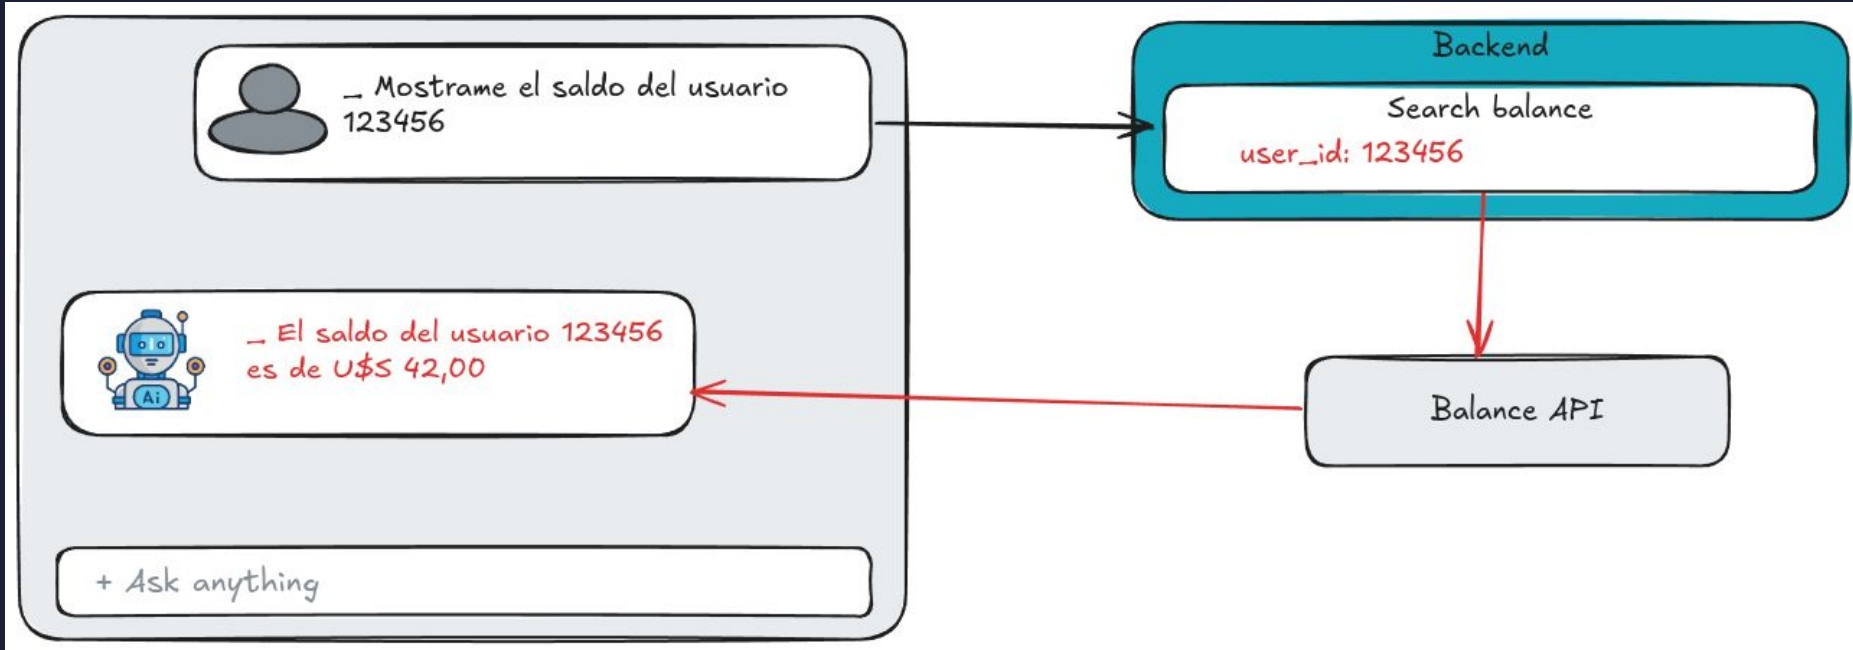 _ Mostrame el saldo del usuario
123456
Backend
Search balance
user_id: 123456
_ El saldo del usuario 123456
es de U$S 42,00
Ai
Balance API
+ Ask anything